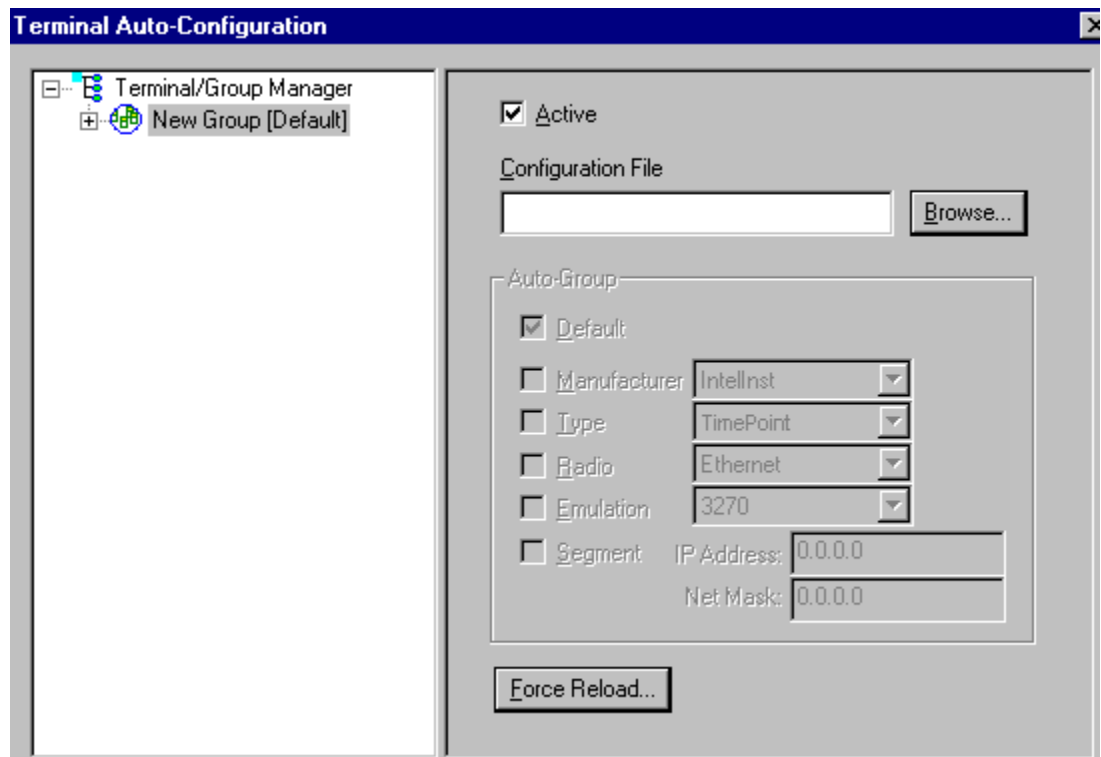 Terminal Auto-Configuration
Terminal/Group Manager
New Group [Default]
Active
Configuration File
Browse...
Auto-Group
Default
Manufacturer IntelInst
Type TimePoint
Radio Ethernet
Emulation 3270
Segment IP Address: 0.0.0.0
Net Mask: 0.0.0.0
Force Reload...